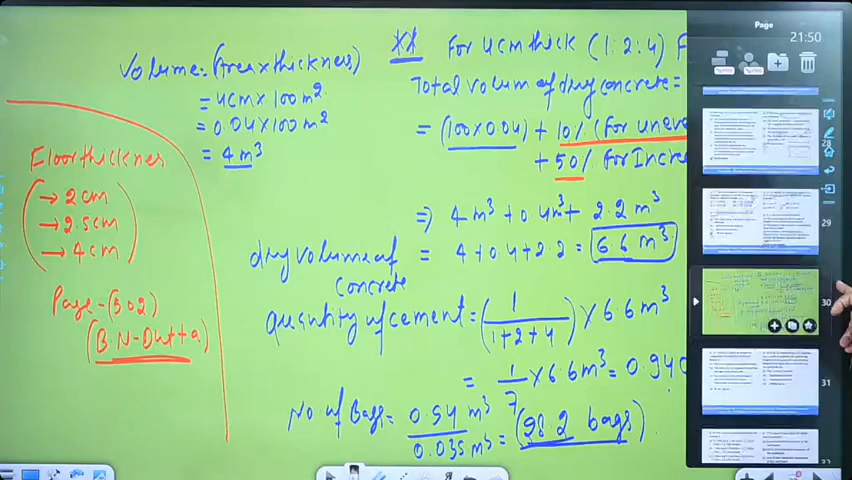 Volume = (Area x thickness)
= 4cm x 100 m²
= 0.04 x 100 m²
= 4 m³
Floor thickness
→ 2 cm
→ 2.5cm
→ 4 cm
Page - (502)
(B. N - Dutta)
** For 4cm thick (1:2:4) F
Total volume of dry concrete =
= (100 x 0.04) + 10% (For uneve
+ 50% for Incre
=) 4 m³ + 0.4 m³ + 2.2 m³
dry volume of concrete = 4 + 0.4 + 2.2 = 6.6 m³
quantity of cement = (1/1+2+4) x 6.6 m³
= 1/7 x 6.6 m³ = 0.940
No. of Bags = 0.94 m³/0.035 m³ = (28.2 bags)
Page
21:50
28
29
30
31